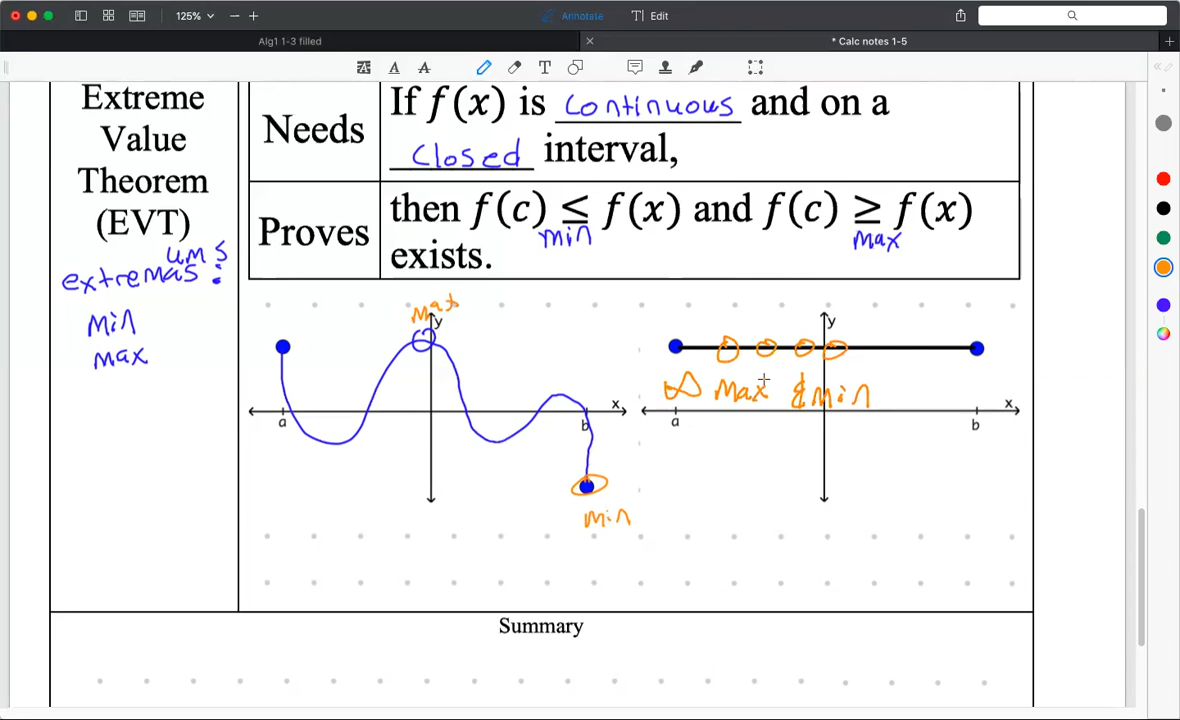 125%
Annotate
Edit
Alg1 1-3 filled
* Calc notes 1-5
Extreme
Value
Theorem
(EVT)
ums
extremas :
min
max
Needs
If f(x) is continuous and on a
closed interval,
Proves
then f(c) ≤ f(x) and f(c) ≥ f(x)
min max
exists.
Max
y
x
a
b
min
y
∞ Max & min
x
a
b
Summary